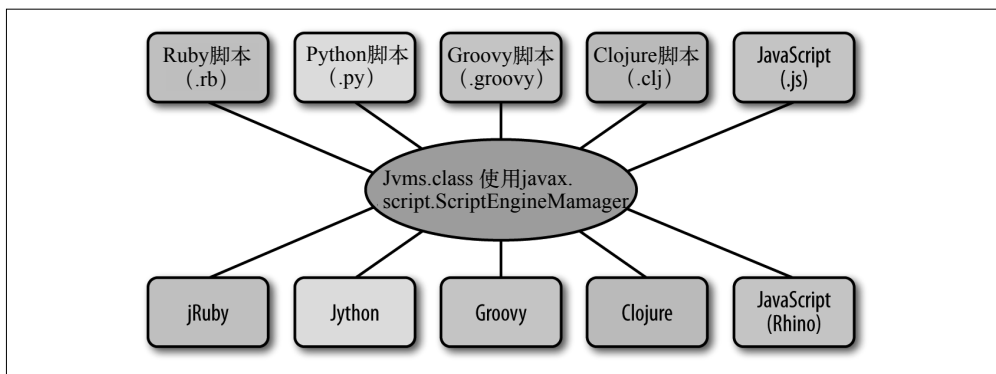 Ruby脚本
（.rb）
Python脚本
（.py）
Groovy脚本
（.groovy）
Clojure脚本
（.clj）
JavaScript
(.js)
Jvms.class 使用javax.
script.ScriptEngineMamager
jRuby
Jython
Groovy
Clojure
JavaScript
(Rhino)